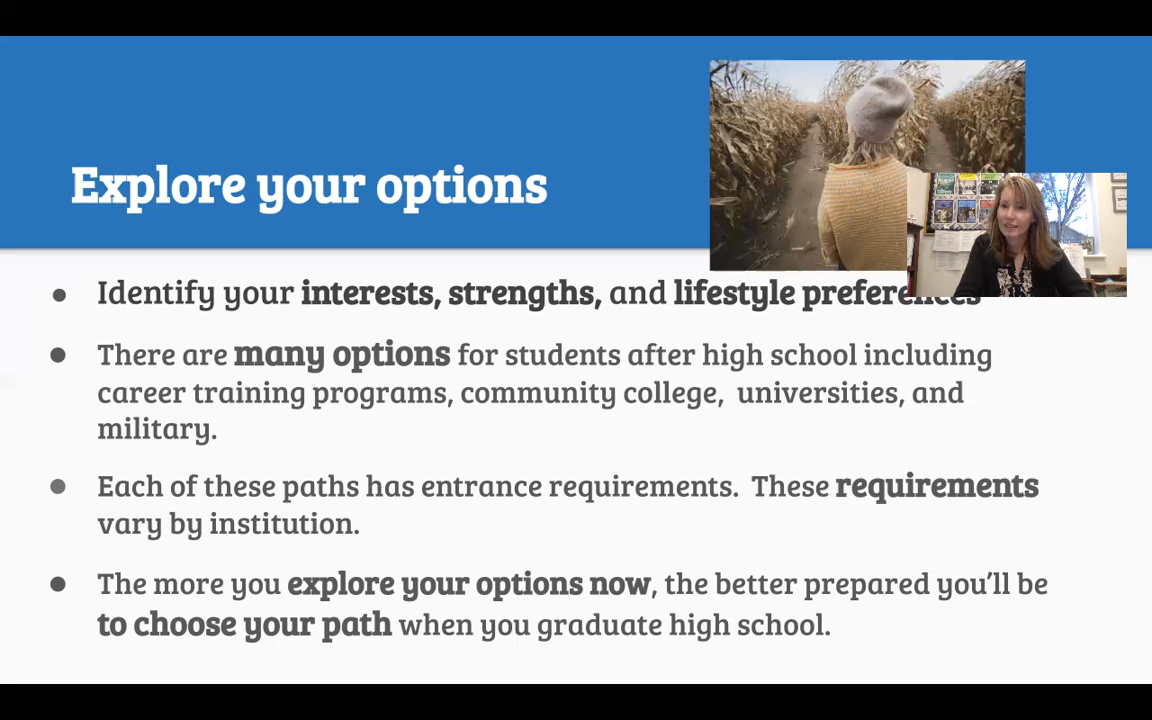 Explore your options
● Identify your interests, strengths, and lifestyle preferences
● There are many options for students after high school including
career training programs, community college, universities, and
military.
● Each of these paths has entrance requirements. These requirements
vary by institution.
● The more you explore your options now, the better prepared you'll be
to choose your path when you graduate high school.